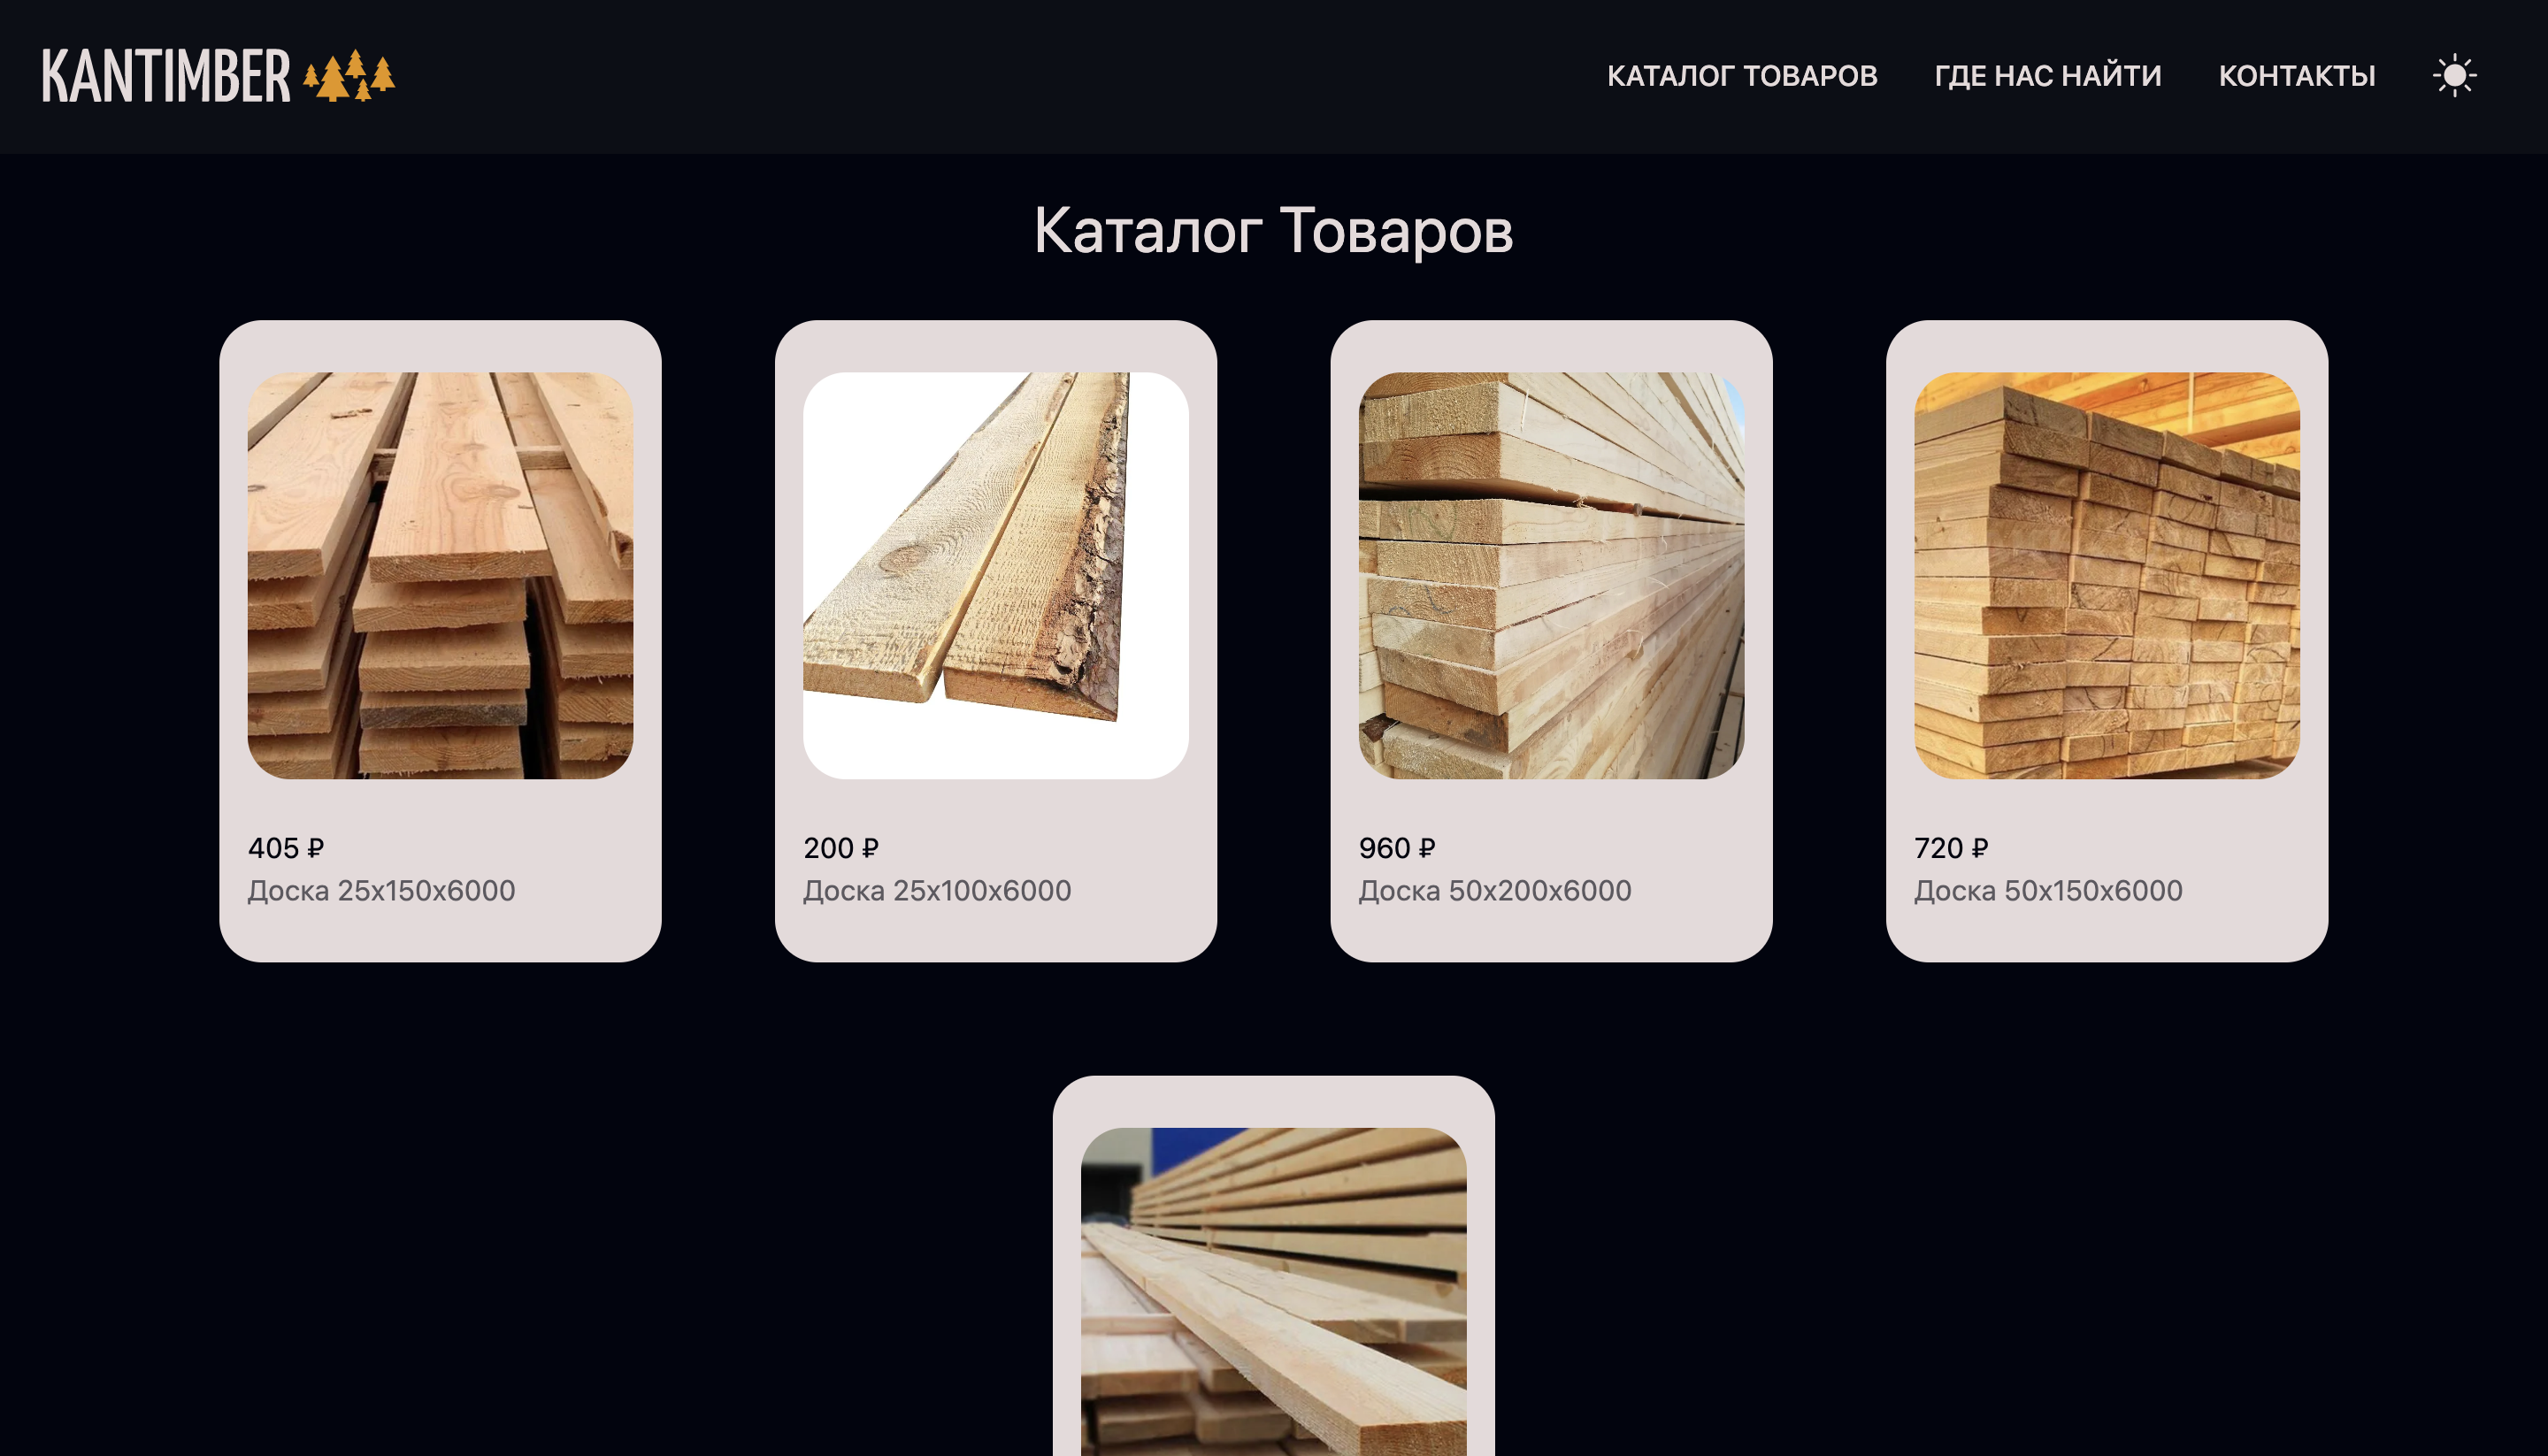 KANTIMBER
КАТАЛОГ ТОВАРОВ
ГДЕ НАС НАЙТИ
КОНТАКТЫ
Каталог Товаров
405 ₽
Доска 25x150x6000
200 ₽
Доска 25x100x6000
960 ₽
Доска 50x200x6000
720 ₽
Доска 50x150x6000